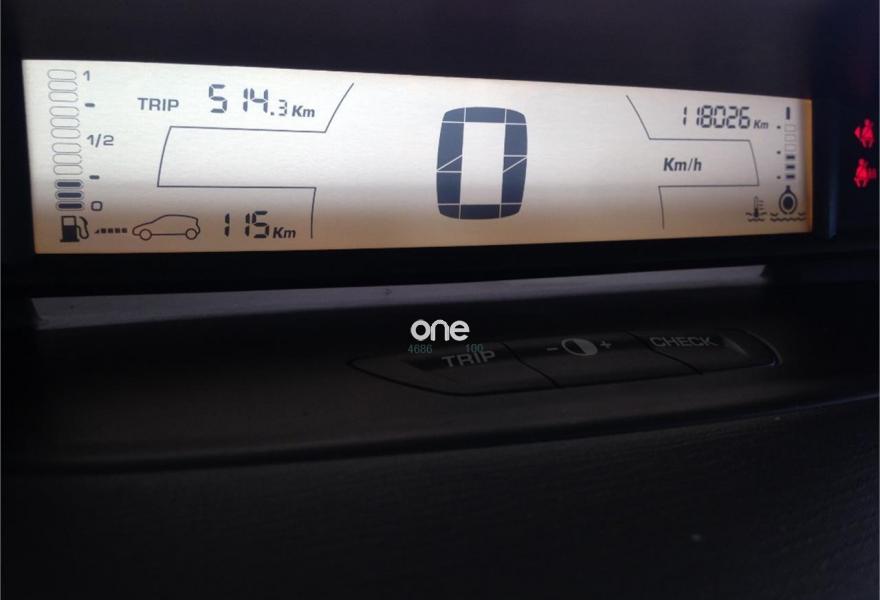 1
TRIP 514.3 Km
118026 Km
1/2
0
Km/h
0
115 Km
one
4686 100
TRIP
- +
CHECK